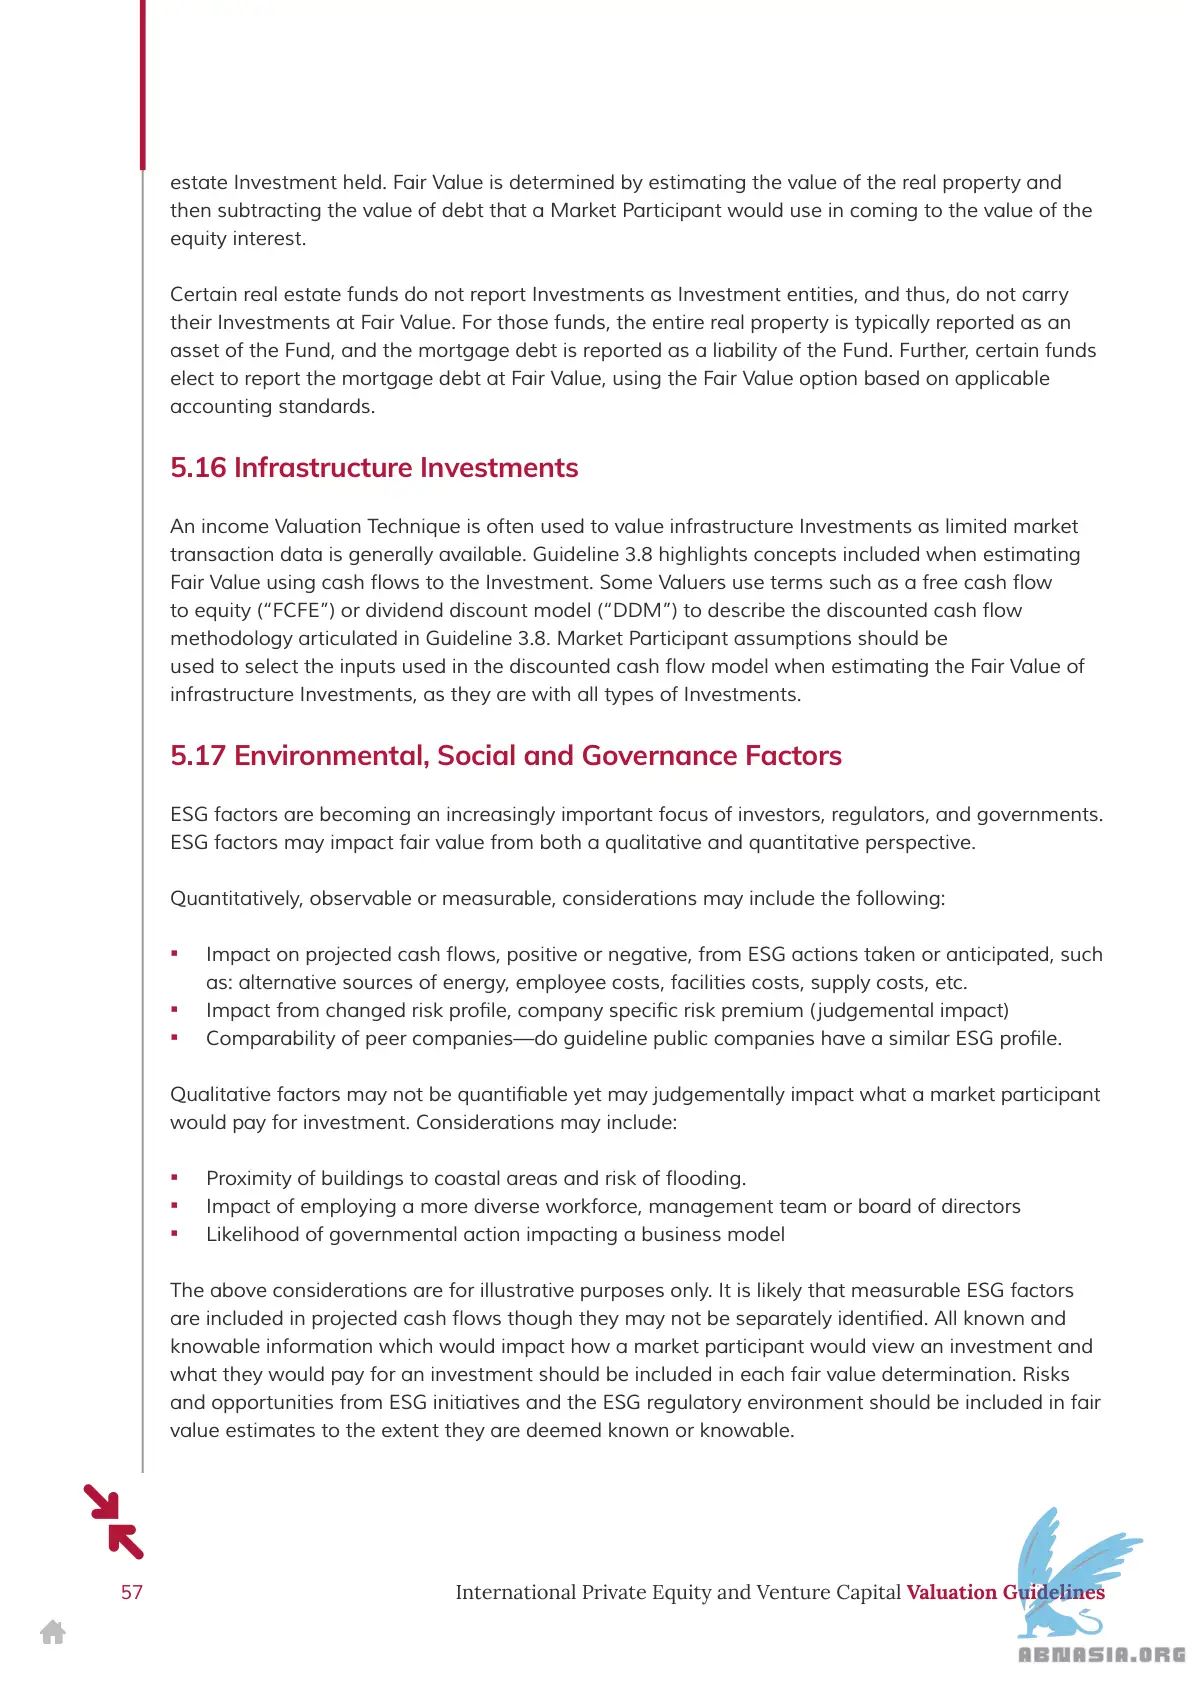 estate Investment held. Fair Value is determined by estimating the value of the real property and
then subtracting the value of debt that a Market Participant would use in coming to the value of the
equity interest.
Certain real estate funds do not report Investments as Investment entities, and thus, do not carry
their Investments at Fair Value. For those funds, the entire real property is typically reported as an
asset of the Fund, and the mortgage debt is reported as a liability of the Fund. Further, certain funds
elect to report the mortgage debt at Fair Value, using the Fair Value option based on applicable
accounting standards.
5.16 Infrastructure Investments
An income Valuation Technique is often used to value infrastructure Investments as limited market
transaction data is generally available. Guideline 3.8 highlights concepts included when estimating
Fair Value using cash flows to the Investment. Some Valuers use terms such as a free cash flow
to equity (“FCFE”) or dividend discount model (“DDM”) to describe the discounted cash flow
methodology articulated in Guideline 3.8. Market Participant assumptions should be
used to select the inputs used in the discounted cash flow model when estimating the Fair Value of
infrastructure Investments, as they are with all types of Investments.
5.17 Environmental, Social and Governance Factors
ESG factors are becoming an increasingly important focus of investors, regulators, and governments.
ESG factors may impact fair value from both a qualitative and quantitative perspective.
Quantitatively, observable or measurable, considerations may include the following:
▪ Impact on projected cash flows, positive or negative, from ESG actions taken or anticipated, such
as: alternative sources of energy, employee costs, facilities costs, supply costs, etc.
▪ Impact from changed risk profile, company specific risk premium (judgemental impact)
▪ Comparability of peer companies—do guideline public companies have a similar ESG profile.
Qualitative factors may not be quantifiable yet may judgementally impact what a market participant
would pay for investment. Considerations may include:
▪ Proximity of buildings to coastal areas and risk of flooding.
▪ Impact of employing a more diverse workforce, management team or board of directors
▪ Likelihood of governmental action impacting a business model
The above considerations are for illustrative purposes only. It is likely that measurable ESG factors
are included in projected cash flows though they may not be separately identified. All known and
knowable information which would impact how a market participant would view an investment and
what they would pay for an investment should be included in each fair value determination. Risks
and opportunities from ESG initiatives and the ESG regulatory environment should be included in fair
value estimates to the extent they are deemed known or knowable.
57 International Private Equity and Venture Capital Valuation Guidelines
ABNASIA.ORG